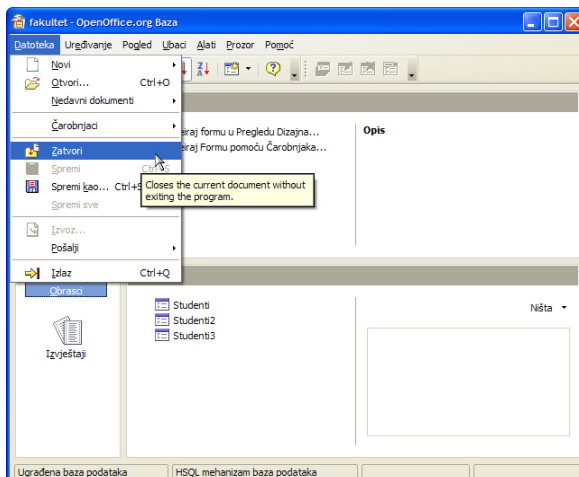 fakultet - OpenOffice.org Baza
Datoteka Uređivanje Pogled Ubaci Alati Prozor Pomoć
Novi
Otvori... Ctrl+O
Nedavni dokumenti
Čarobnjaci
Zatvori
Spremi Ctrl+S
Spremi kao... Ctrl+S
Spremi sve
Izvoz...
Pošalji
Izlaz Ctrl+Q
Closes the current document without
exiting the program.
formu u Pregledu Dizajna...
Formu pomoću Čarobnjaka...
Opis
Obrasci
Izvještaji
Studenti
Studenti2
Studenti3
Ništa
Ugrađena baza podataka HSQL mehanizam baza podataka